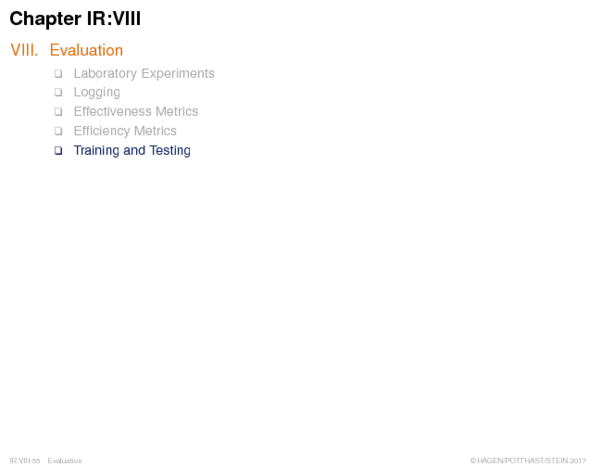 Chapter IR:VIII
VIII. Evaluation
❑ Laboratory Experiments
❑ Logging
❑ Effectiveness Metrics
❑ Efficiency Metrics
❑ Training and Testing
IR:VIII-55 Evaluation
©HAGEN/POTTHAST/STEIN 2017